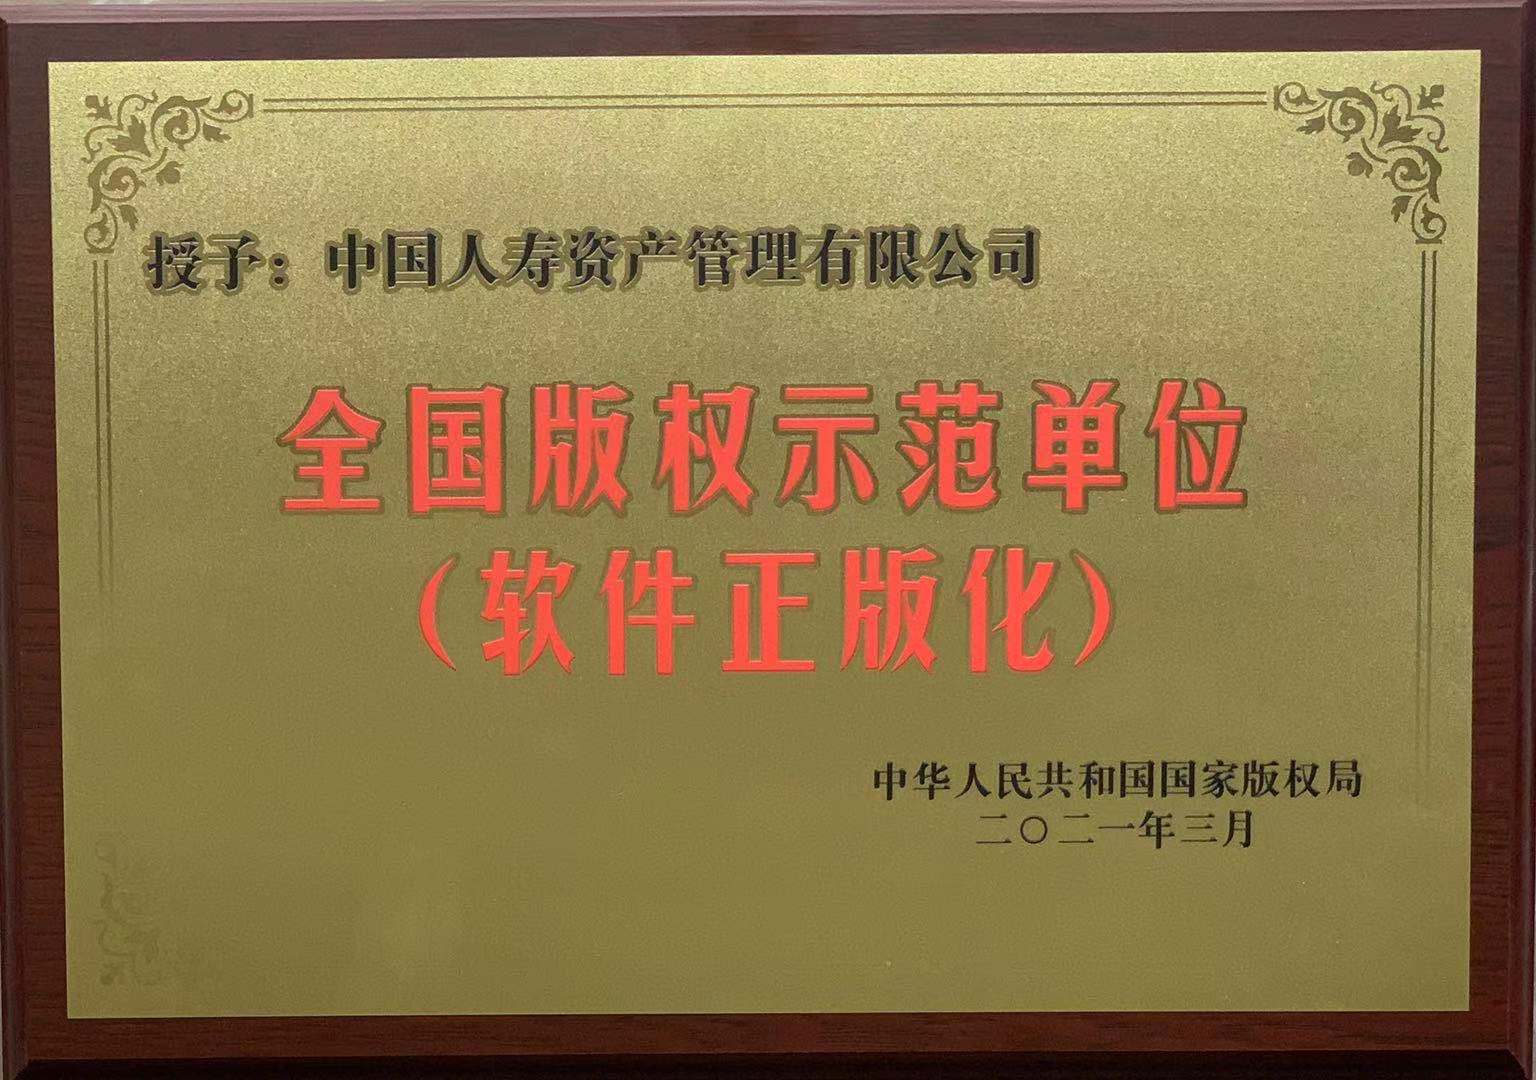 授予：中国人寿资产管理有限公司
全国版权示范单位
（软件正版化）
中华人民共和国国家版权局
二〇二一年三月